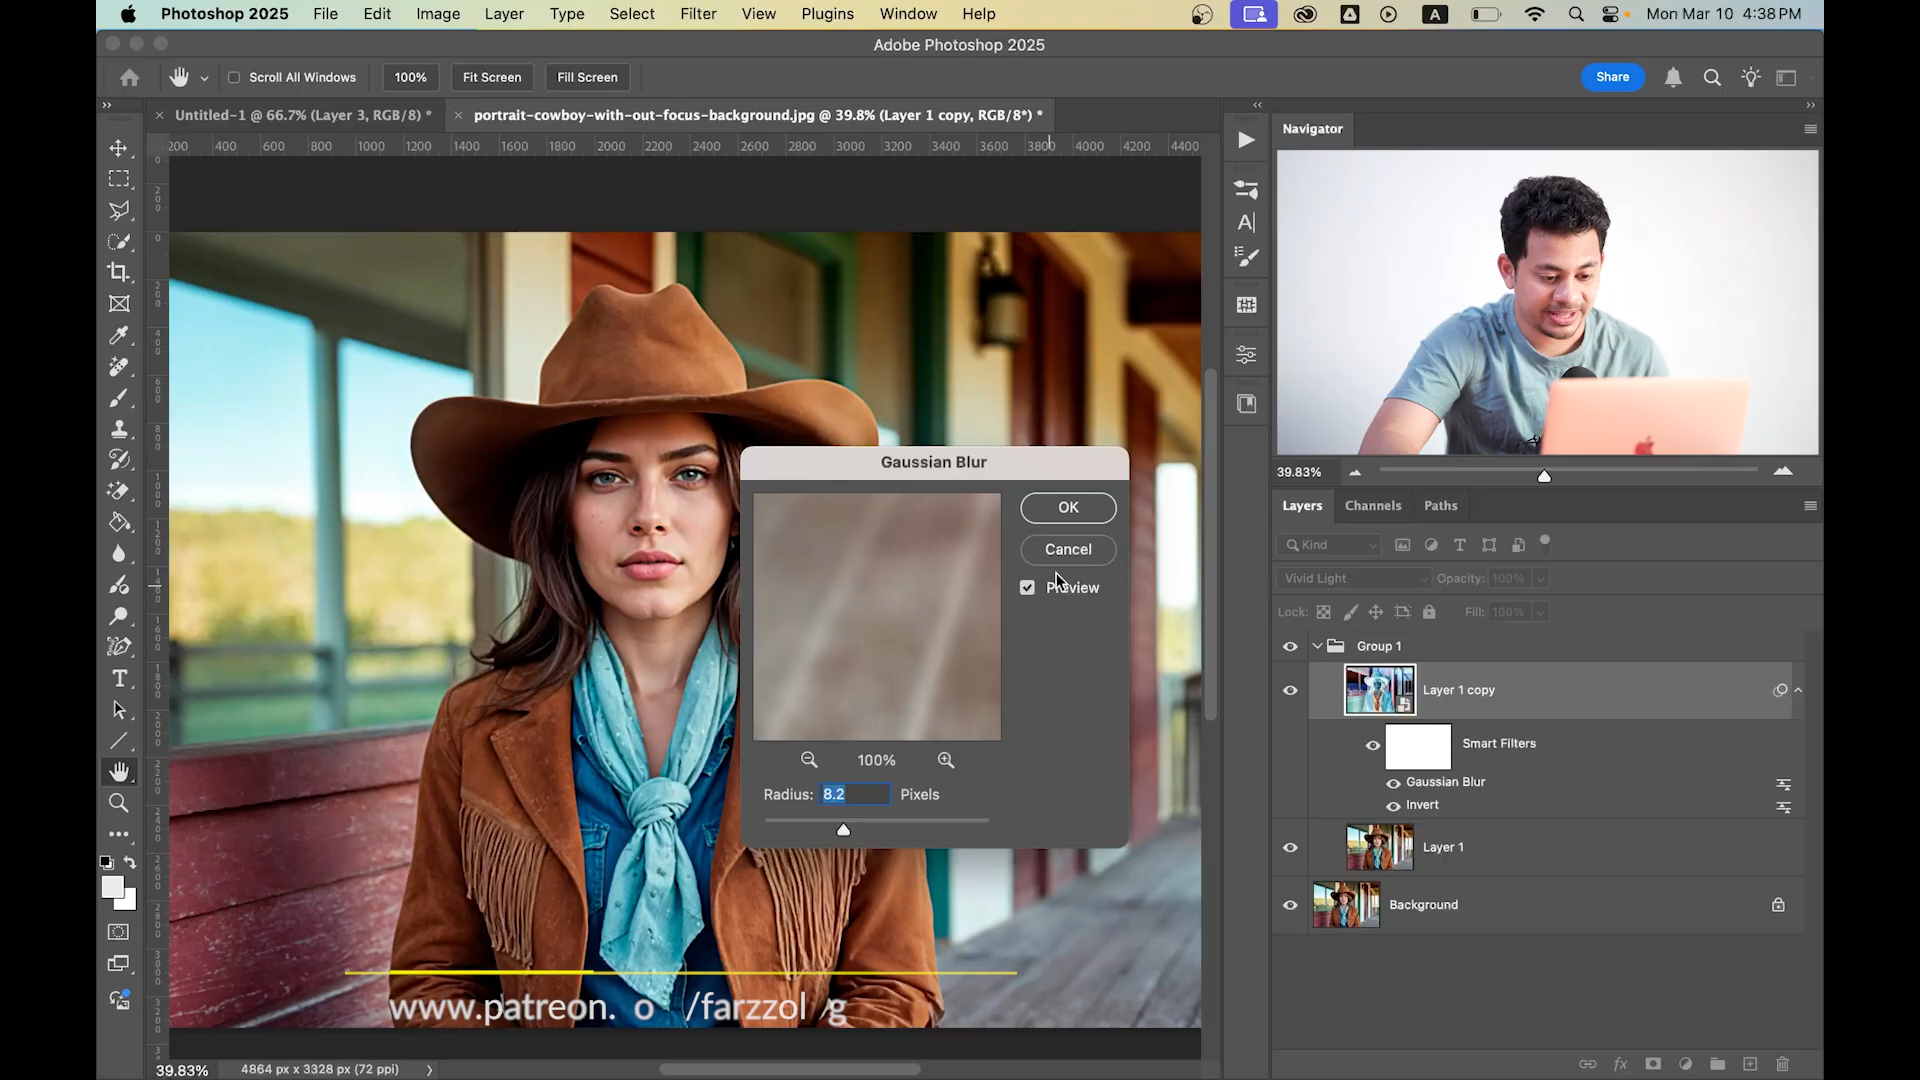 Photoshop 2025 File Edit Image Layer Type Select Filter View Plugins Window Help A Mon Mar 10 4:38 PM
Adobe Photoshop 2025
Scroll All Windows 100% Fit Screen Fill Screen Share
Untitled-1 @ 66.7% (Layer 3, RGB/8) * portrait-cowboy-with-out-focus-background.jpg @ 39.8% (Layer 1 copy, RGB/8*) *
200 400 600 800 1000 1200 1400 1600 1800 2000 2200 2400 2600 2800 3000 3200 3400 3600 3800 4000 4200 4400
Navigator
39.83%
Layers Channels Paths
Kind
Vivid Light Opacity: 100%
Lock: Fill: 100%
Group 1
Layer 1 copy
Smart Filters
Gaussian Blur
Invert
Layer 1
Background
Gaussian Blur
OK
Cancel
Preview
100%
Radius: 8.2 Pixels
www.patreon. o /farzzol g
39.83% 4864 px x 3328 px (72 ppi)